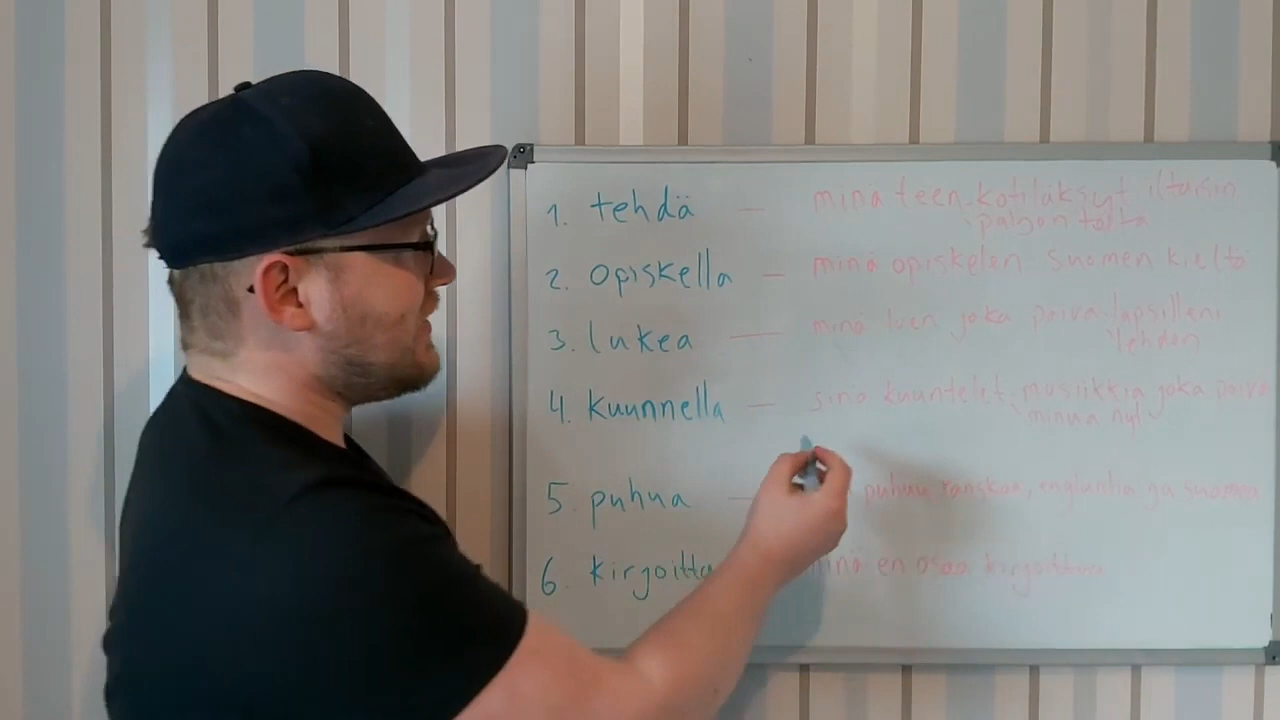 1. tehdä — minä teen kotiläksyt iltaisin
paljon töitä
2. opiskella — minä opiskelen suomen kieltä
3. lukea — minä luen joka päivä lapsilleni
lehden
4. kuunnella — sinä kuuntelet musiikkia joka päivä
minua nyt
5. puhua — puhuu ranskaa, englantia ja suomea
6. kirjoitta minä en osaa kirjoittaa